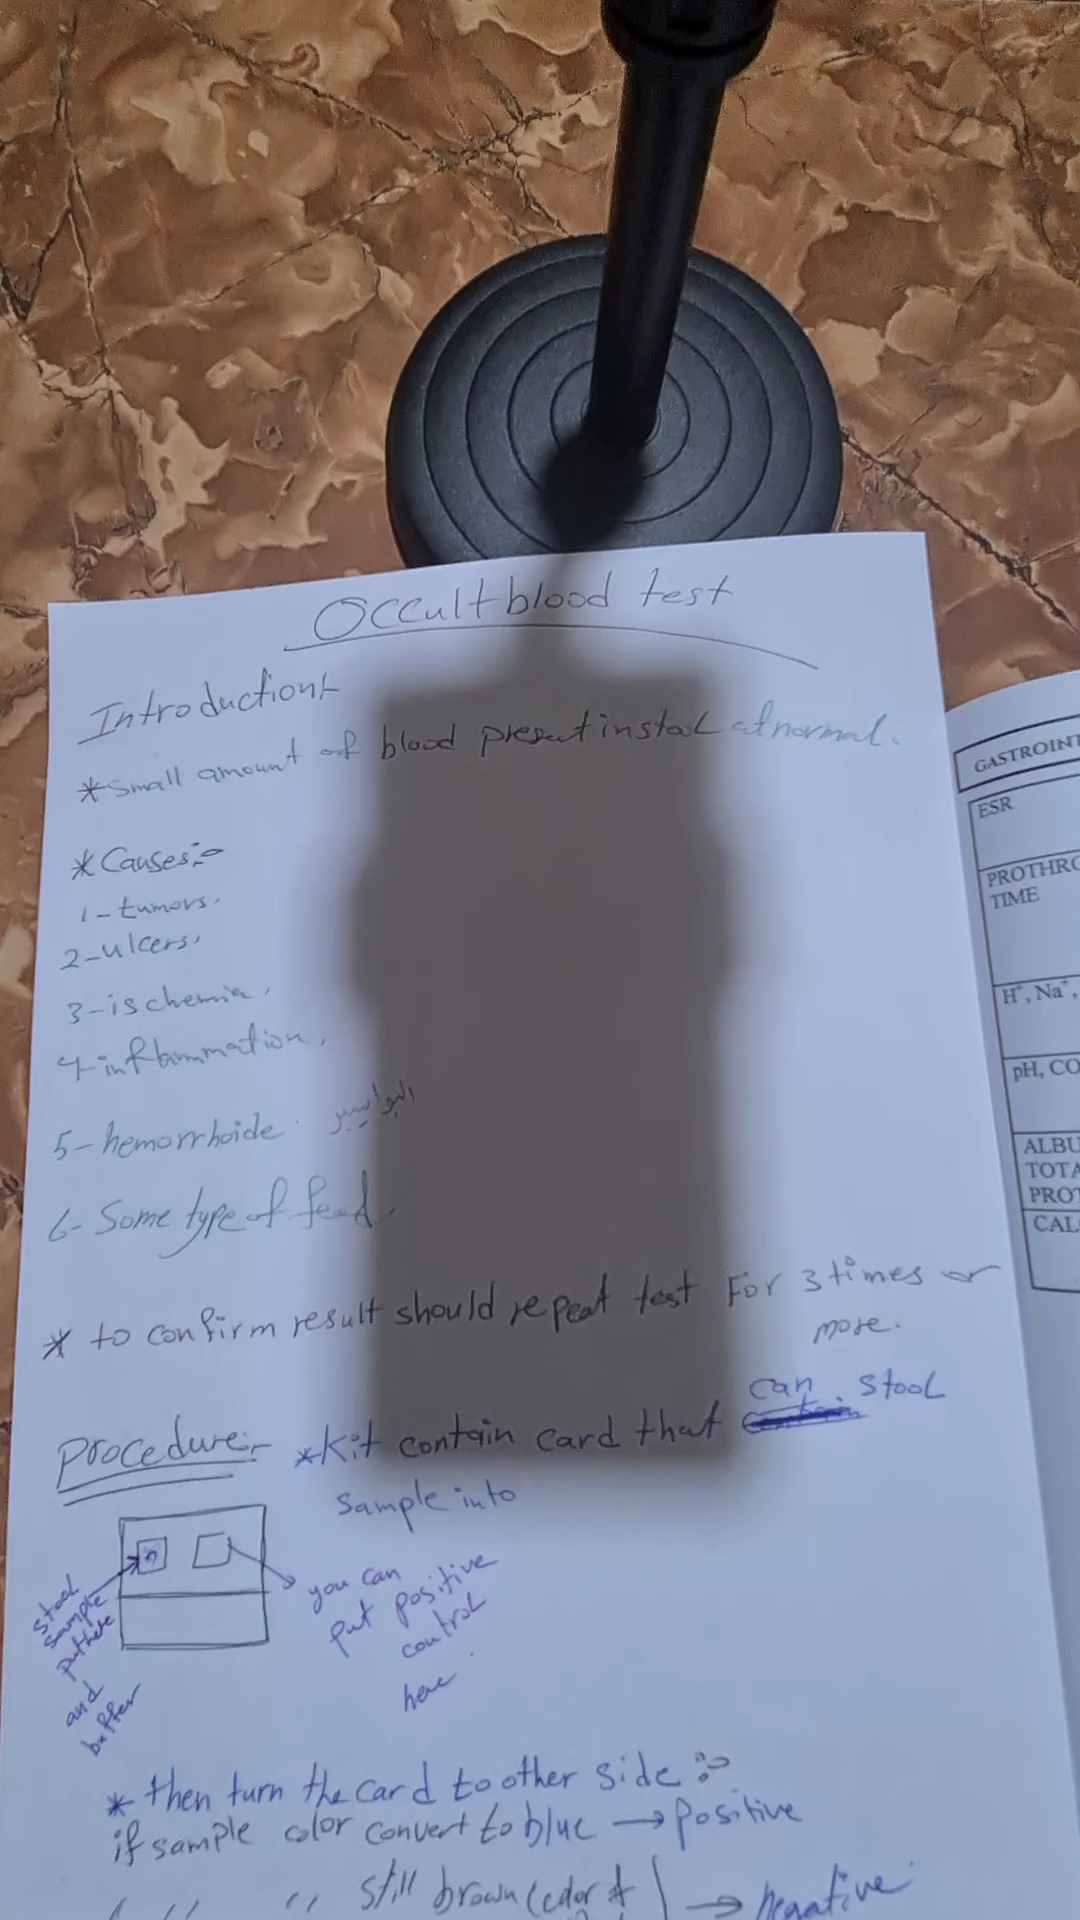 Occult blood test
Introduction:-
*Small amount of blood present in stool at normal.
* Causes:-
1- tumors.
2- ulcers.
3- ischemia.
4- inflammation.
5- hemorrhoide. البواسير
6- Some type of
* to confirm result should repeat test For 3 times or
more.
Procedure:- *Kit contain card that can stool
Sample into
stool
sample
put here
and
buffer
you can
put positive
control
here.
* then turn the card to other side :-
if sample color convert to blue → positive
" " still brown (color of → negative
GASTROINT
ESR
PROTHRO
TIME
H⁺, Na⁺,
pH, CO
ALBU
TOTA
PROT
CAL